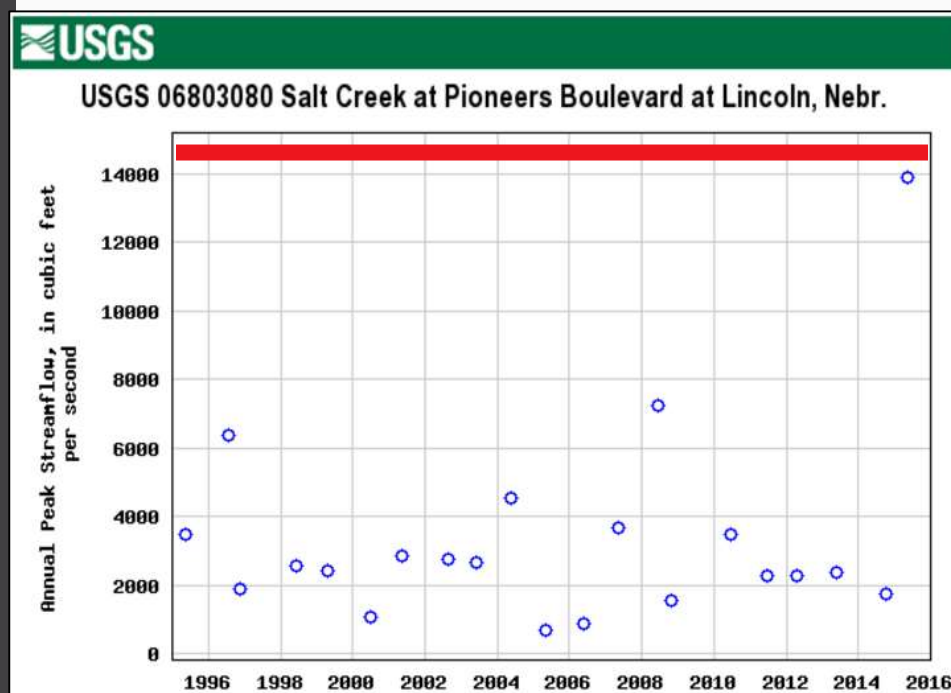 USGS
USGS 06803080 Salt Creek at Pioneers Boulevard at Lincoln, Nebr.
Annual Peak Streamflow, in cubic feet
per second
14000
12000
10000
8000
6000
4000
2000
0
1996 1998 2000 2002 2004 2006 2008 2010 2012 2014 2016